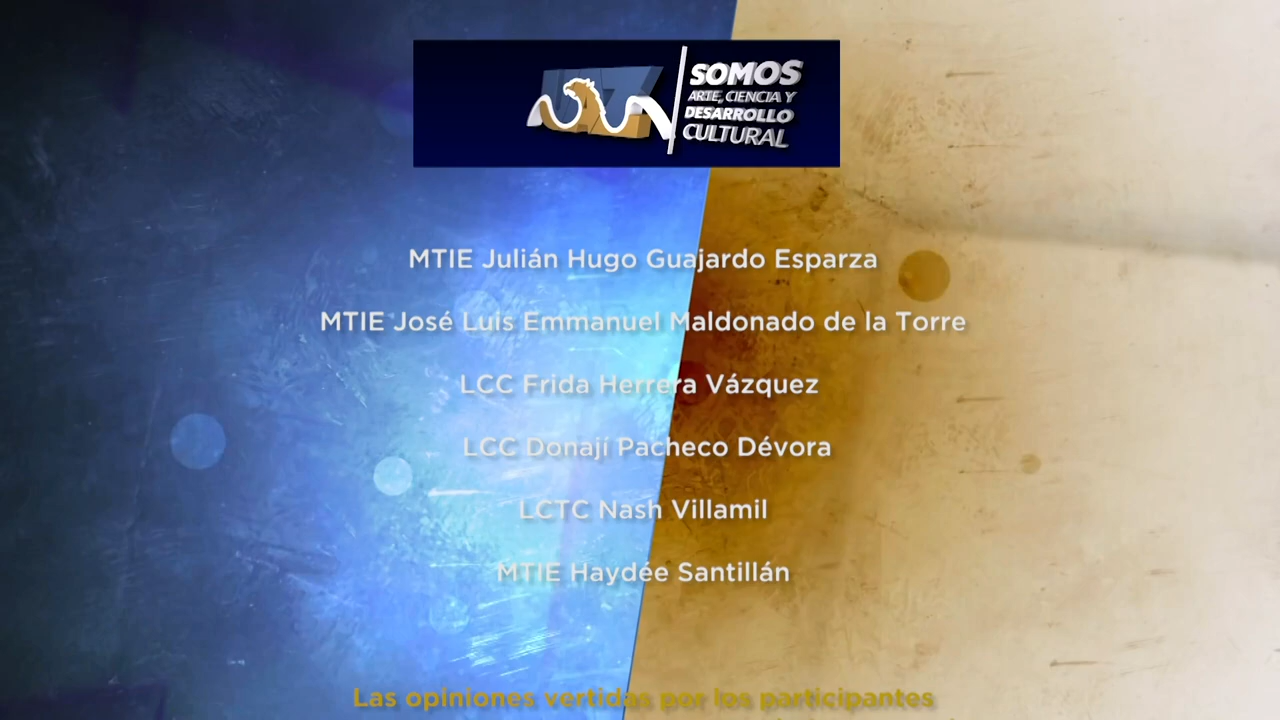 UAZ
SOMOS
ARTE, CIENCIA Y
DESARROLLO
CULTURAL
MTIE Julián Hugo Guajardo Esparza
MTIE José Luis Emmanuel Maldonado de la Torre
LCC Frida Herrera Vázquez
LCC Donají Pacheco Dévora
LCTC Nash Villamil
MTIE Haydée Santillán
Las opiniones vertidas por los participantes